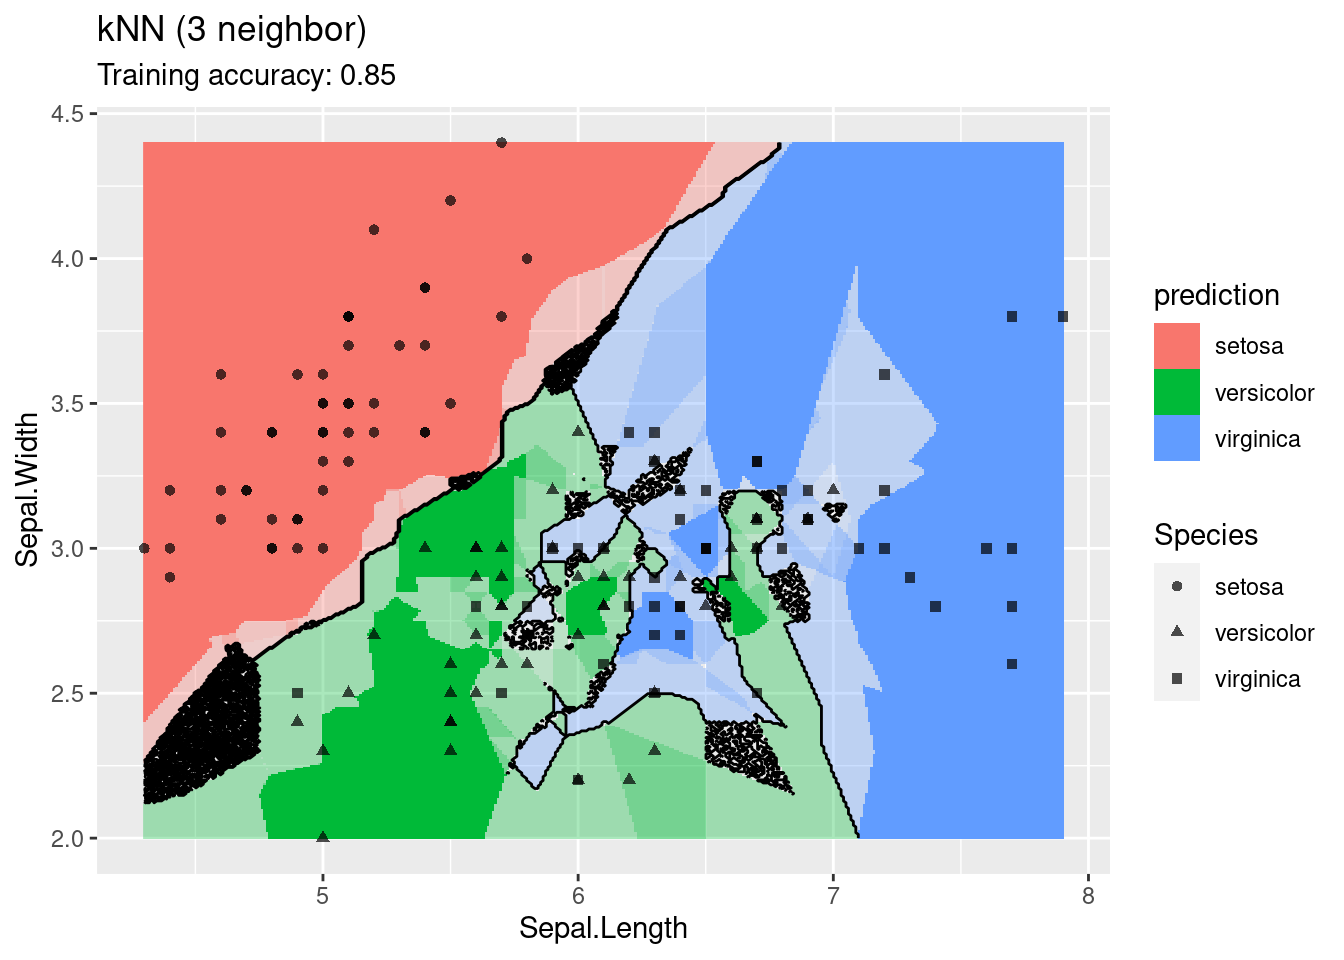 kNN (3 neighbor)
Training accuracy: 0.85
4.5
4.0
3.5
3.0
2.5
2.0
Sepal.Width
5
6
7
8
Sepal.Length
prediction
setosa
versicolor
virginica
Species
setosa
versicolor
virginica